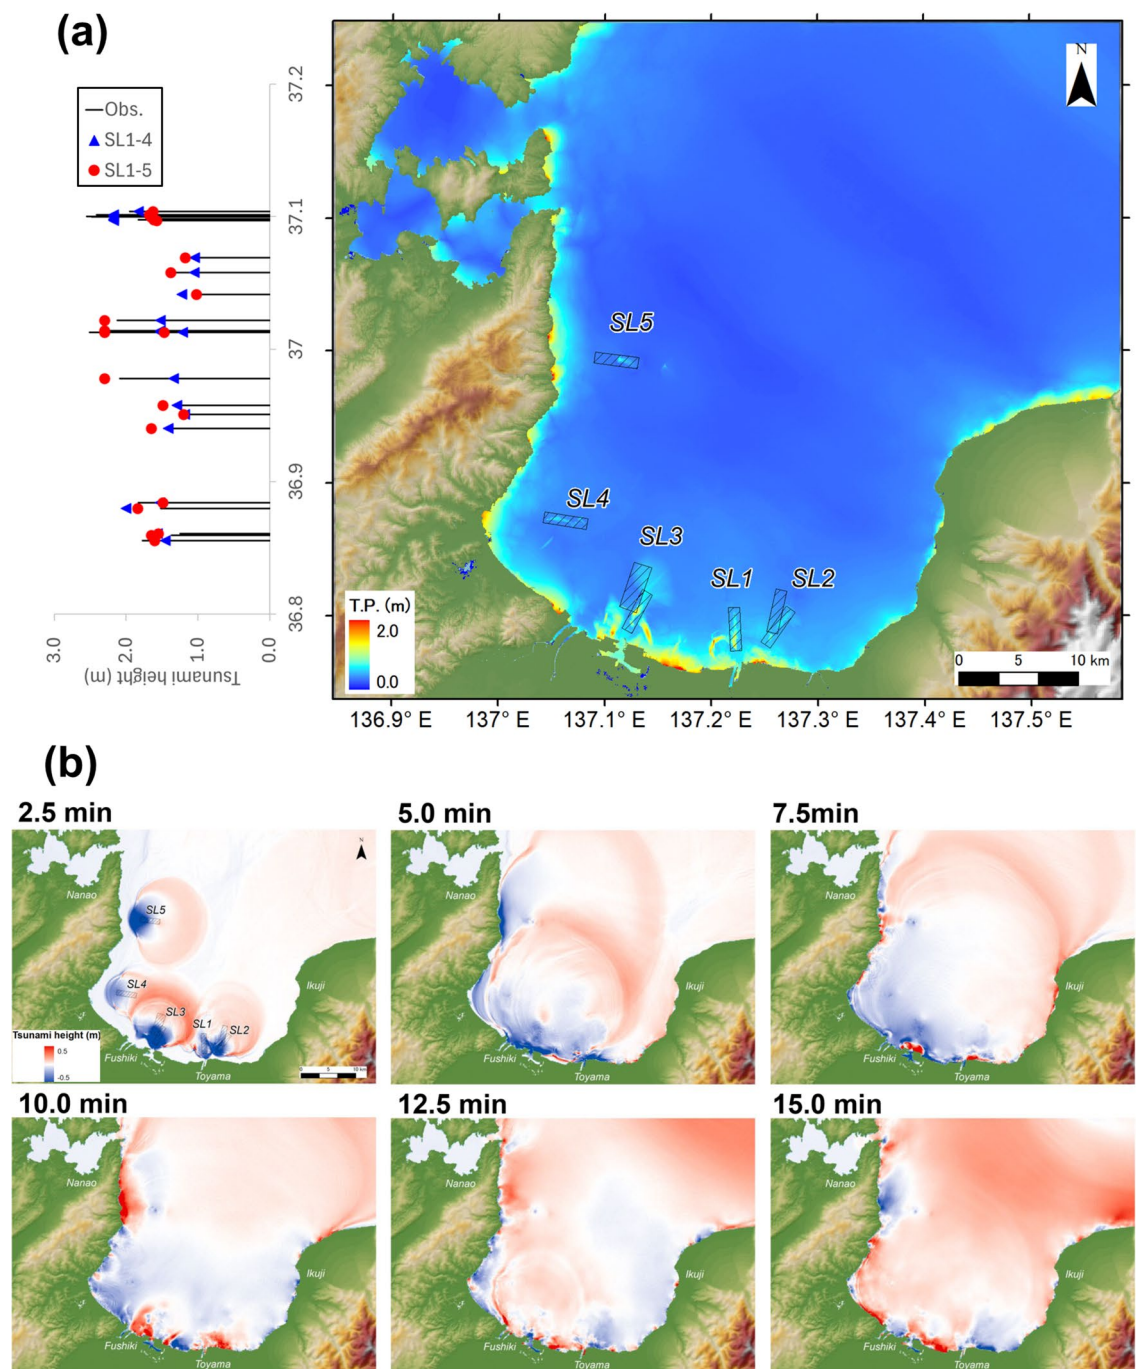 (a)
Obs.
SL1-4
SL1-5
37.2
37.1
37
36.9
36.8
3.0
2.0
1.0
0.0
Tsunami height (m)
N
SL5
SL4
SL3
SL1
SL2
T.P. (m)
2.0
0.0
0 5 10 km
136.9° E 137° E 137.1° E 137.2° E 137.3° E 137.4° E 137.5° E
(b)
2.5 min
N
Nanao
SL5
SL4
SL3
SL1
SL2
Ikuji
Fushiki
Toyama
Tsunami height (m)
0.5
-0.5
0 5 10 km
5.0 min
Nanao
Ikuji
Fushiki
Toyama
7.5min
Nanao
Ikuji
Fushiki
Toyama
10.0 min
Nanao
Ikuji
Fushiki
Toyama
12.5 min
Nanao
Ikuji
Fushiki
Toyama
15.0 min
Nanao
Ikuji
Fushiki
Toyama